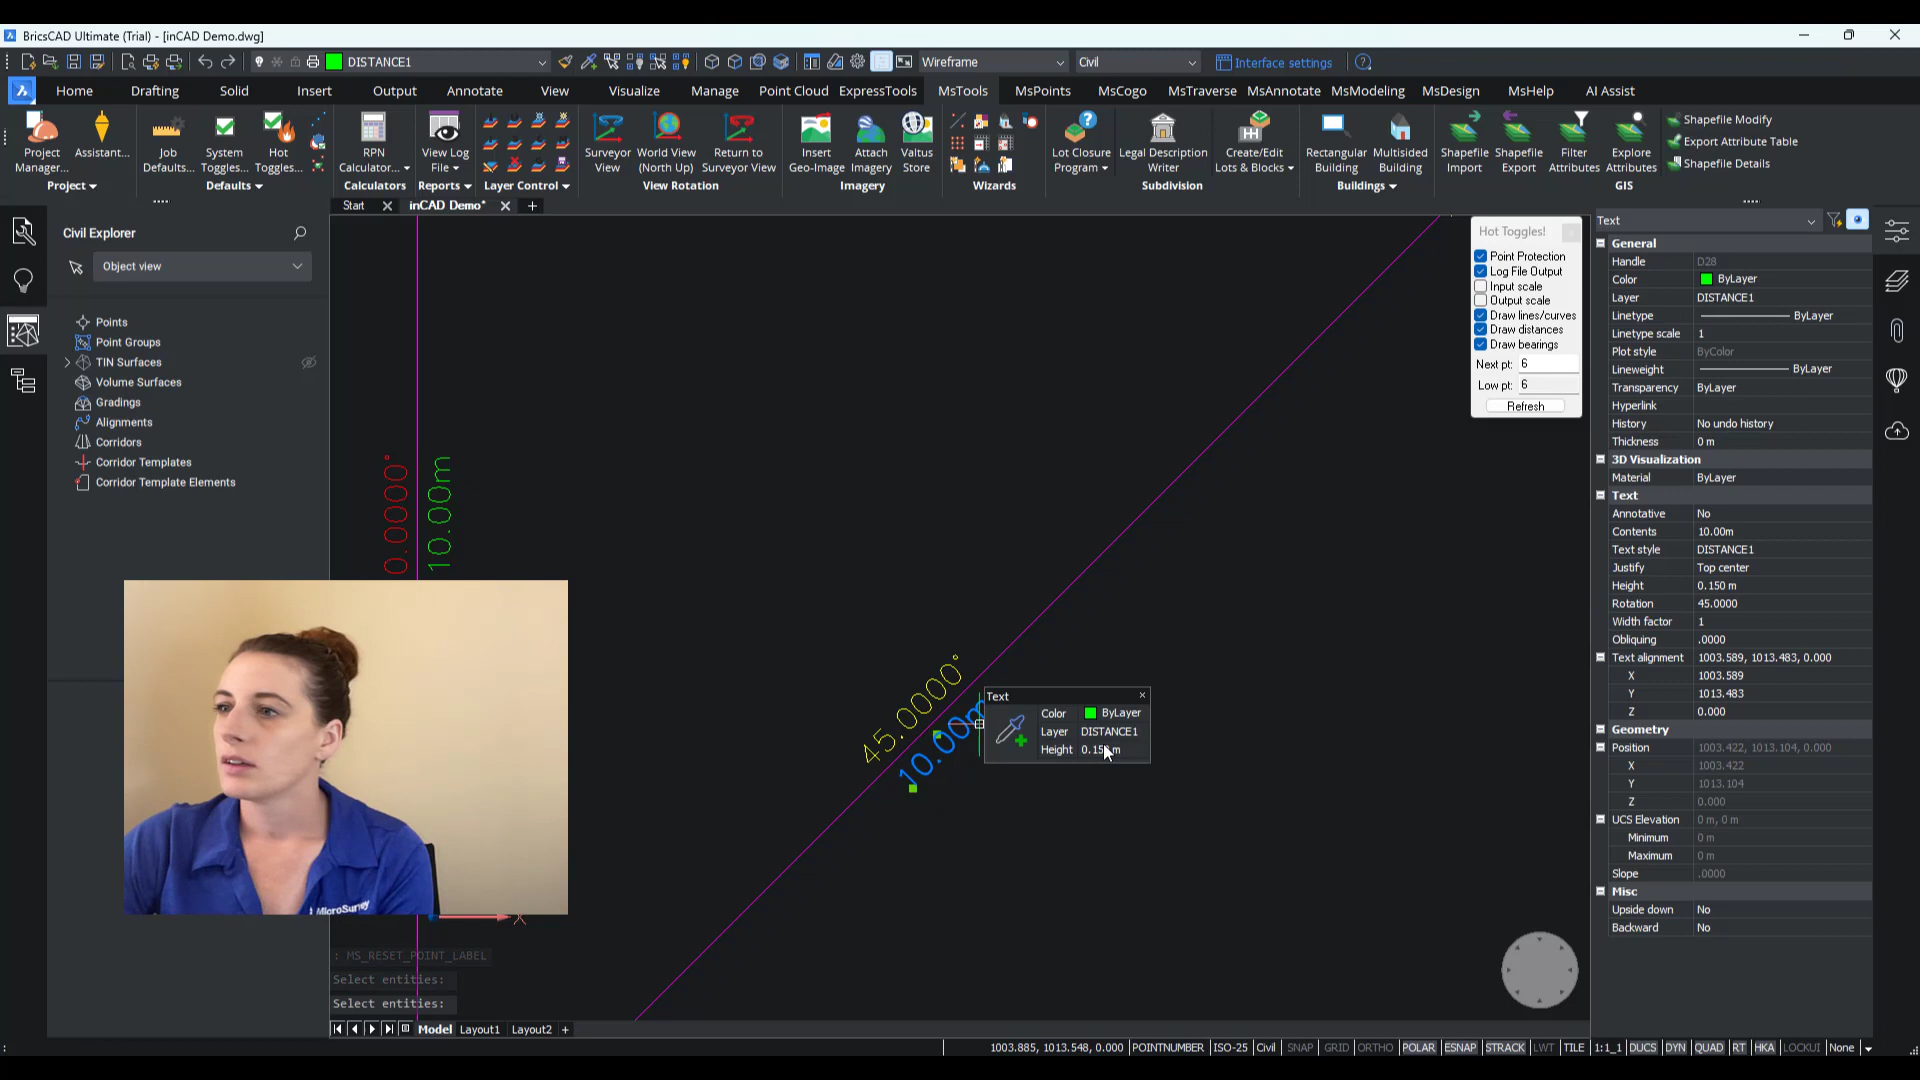 BricsCAD Ultimate (Trial) - [inCAD Demo.dwg]
DISTANCE1
Wireframe
Civil
Interface settings
Home
Drafting
Solid
Insert
Output
Annotate
View
Visualize
Manage
Point Cloud
ExpressTools
MsTools
MsPoints
MsCogo
MsTraverse
MsAnnotate
MsModeling
MsDesign
MsHelp
AI Assist
Project Manager...
Assistant...
Project
Job Defaults...
System Toggles...
Hot Toggles...
Defaults
RPN Calculator...
Calculators
View Log File
Reports
Layer Control
Surveyor View
World View (North Up)
Return to Surveyor View
View Rotation
Insert Geo-Image
Attach Imagery
Valtus Store
Imagery
Wizards
Lot Closure Program
Legal Description Writer
Create/Edit Lots & Blocks
Subdivision
Rectangular Building
Multisided Building
Buildings
Shapefile Import
Shapefile Export
Filter Attributes
Explore Attributes
Shapefile Modify
Export Attribute Table
Shapefile Details
GIS
Start
inCAD Demo*
Civil Explorer
Object view
Points
Point Groups
TIN Surfaces
Volume Surfaces
Gradings
Alignments
Corridors
Corridor Templates
Corridor Template Elements
0.0000°
10.00m
45.0000°
10.00m
Text
Color ByLayer
Layer DISTANCE1
Height
Hot Toggles!
Point Protection
Log File Output
Input scale
Output scale
Draw lines/curves
Draw distances
Draw bearings
Next pt: 6
Low pt: 6
Refresh
MicroSurvey
X
: MS_RESET_POINT_LABEL
Select entities:
Select entities:
Model
Layout1
Layout2
Text
General
Handle D28
Color ByLayer
Layer DISTANCE1
Linetype ByLayer
Linetype scale 1
Plot style ByColor
Lineweight ByLayer
Transparency ByLayer
Hyperlink
History No undo history
Thickness 0 m
3D Visualization
Material ByLayer
Text
Annotative No
Contents 10.00m
Text style DISTANCE1
Justify Top center
Height 0.150 m
Rotation 45.0000
Width factor 1
Obliquing .0000
Text alignment 1003.589, 1013.483, 0.000
X 1003.589
Y 1013.483
Z 0.000
Geometry
Position 1003.422, 1013.104, 0.000
X 1003.422
Y 1013.104
Z 0.000
UCS Elevation 0 m, 0 m
Minimum 0 m
Maximum 0 m
Slope .0000
Misc
Upside down No
Backward No
:
1003.885, 1013.548, 0.000 POINTNUMBER ISO-25 Civil SNAP GRID ORTHO POLAR ESNAP STRACK LWT TILE 1:1_1 DUCS DYN QUAD RT HKA LOCKUI None